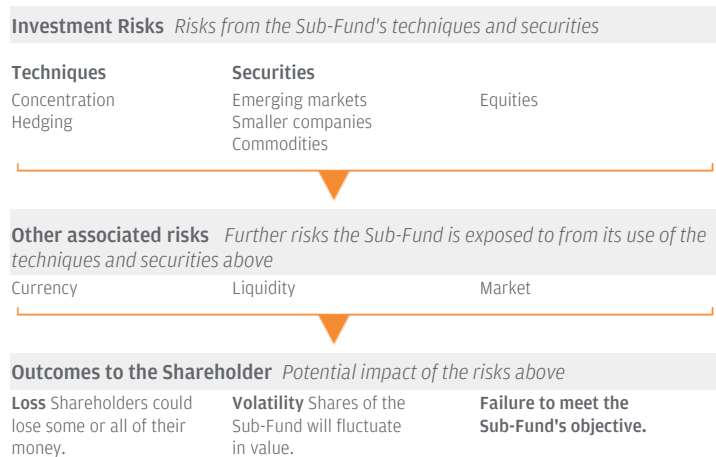 Investment Risks Risks from the Sub-Fund's techniques and securities
Techniques
Concentration
Hedging
Securities
Emerging markets
Smaller companies
Commodities
Equities
Other associated risks Further risks the Sub-Fund is exposed to from its use of the
techniques and securities above
Currency
Liquidity
Market
Outcomes to the Shareholder Potential impact of the risks above
Loss Shareholders could
lose some or all of their
money.
Volatility Shares of the
Sub-Fund will fluctuate
in value.
Failure to meet the
Sub-Fund's objective.